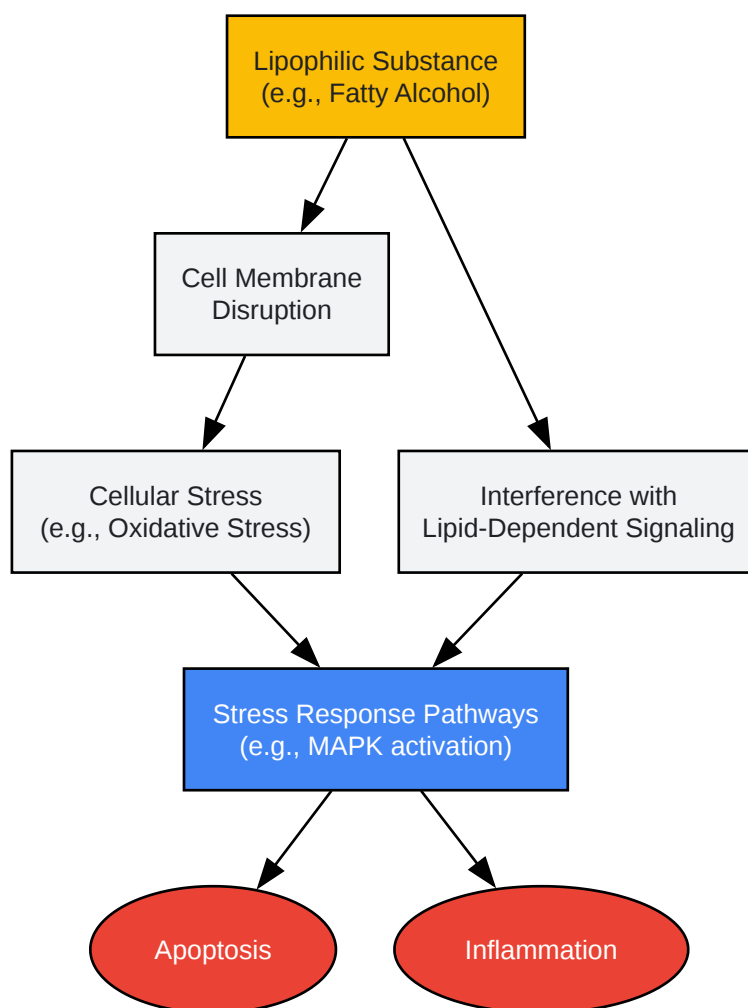 Lipophilic Substance
(e.g., Fatty Alcohol)
Cell Membrane
Disruption
Cellular Stress
(e.g., Oxidative Stress)
Interference with
Lipid-Dependent Signaling
Stress Response Pathways
(e.g., MAPK activation)
Apoptosis
Inflammation